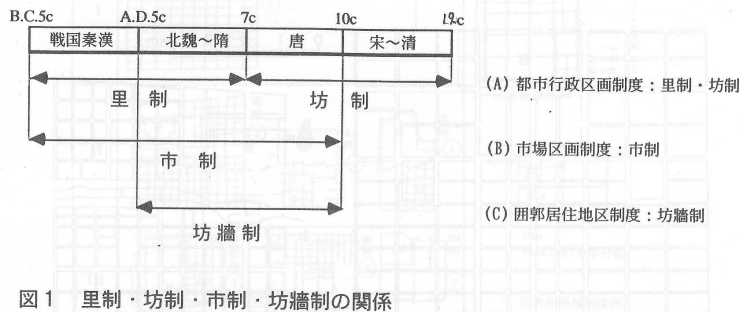 B.C.5c A.D.5c 7c 10c 19c
戦国秦漢 北魏～隋 唐 宋～清
里 制 坊 制
(A) 都市行政区画制度：里制・坊制
市 制
(B) 市場区画制度：市制
坊牆制
(C) 囲郭居住地区制度：坊牆制
図1 里制・坊制・市制・坊牆制の関係